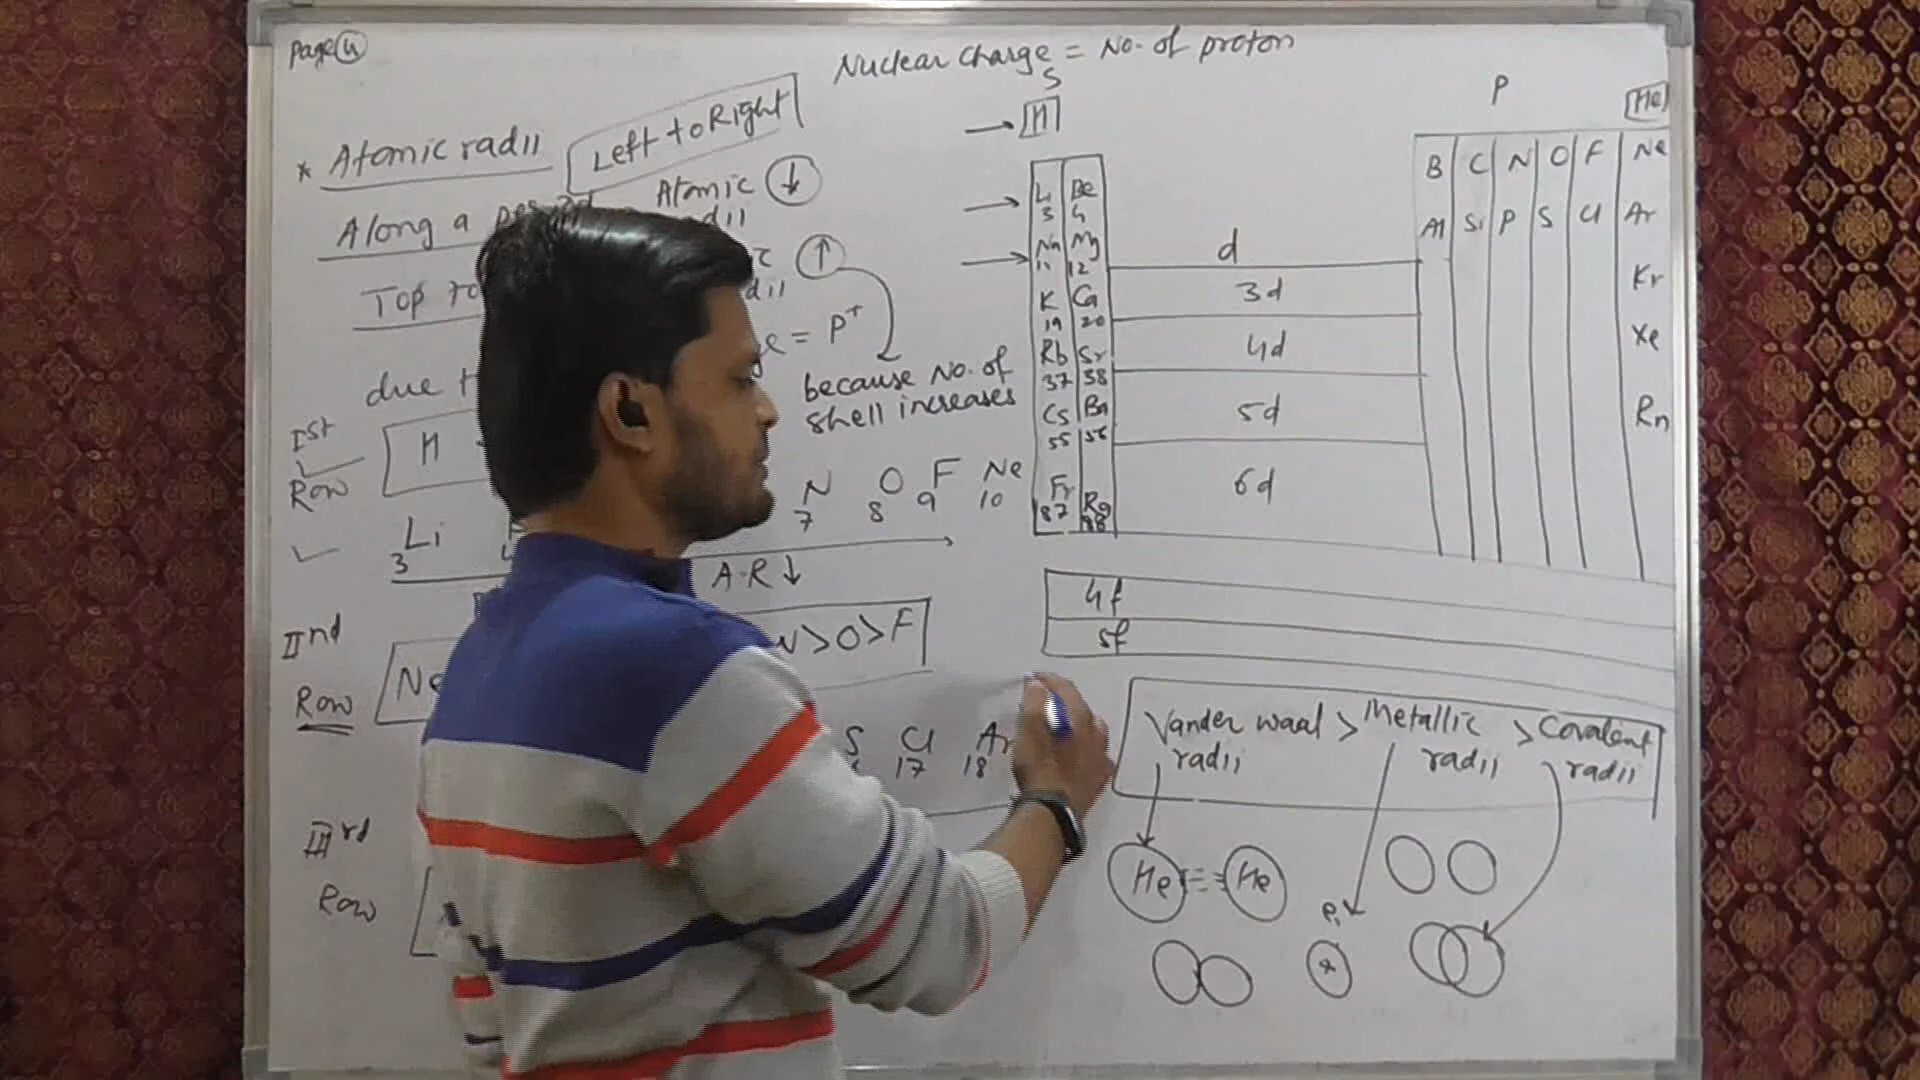 Page 4
Nuclear charge = No. of proton
* Atomic radii
Left to Right
Along a
Atomic ↓
Top to
↑
= P+
because No. of
shell increases
due
Ist
Row
H
Li
3
N O F Ne
7 8 9 10
A.R ↓
IInd
Row
Ne
N > O > F
S Cl Ar
17 18
IIIrd
Row
S
H
Li Be
3 4
Na Mg
11 12
K Ca
19 20
Rb Sr
37 38
Cs Ba
55 56
Fr Ra
87 88
d
3d
4d
5d
6d
P
He
B C N O F Ne
Al Si P S Cl Ar
Kr
Xe
Rn
4f
5f
Vander waal > Metallic > Covalent
radii radii radii
He He